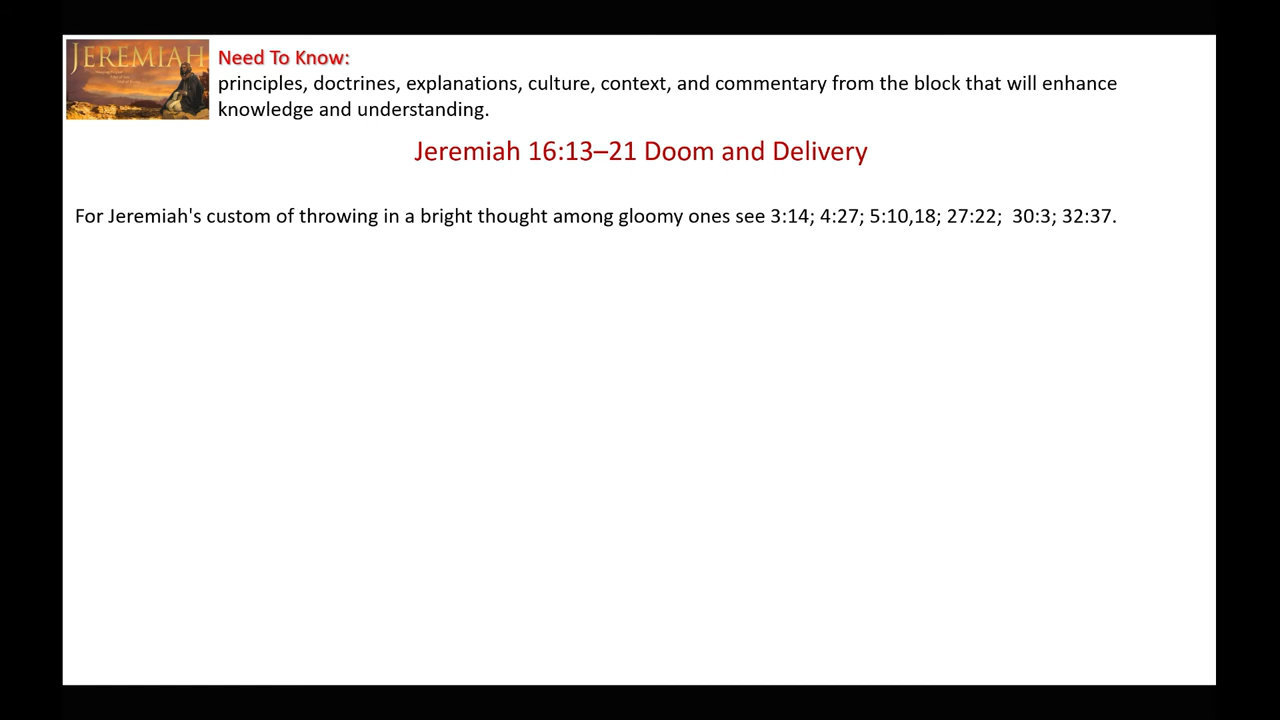 JEREMIAH
Need To Know:
principles, doctrines, explanations, culture, context, and commentary from the block that will enhance
knowledge and understanding.
Jeremiah 16:13–21 Doom and Delivery
For Jeremiah's custom of throwing in a bright thought among gloomy ones see 3:14; 4:27; 5:10,18; 27:22;  30:3; 32:37.